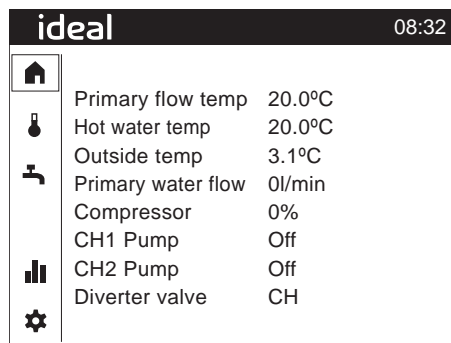 ideal 08:32
Primary flow temp 20.0ºC
Hot water temp 20.0ºC
Outside temp 3.1ºC
Primary water flow 0l/min
Compressor 0%
CH1 Pump Off
CH2 Pump Off
Diverter valve CH